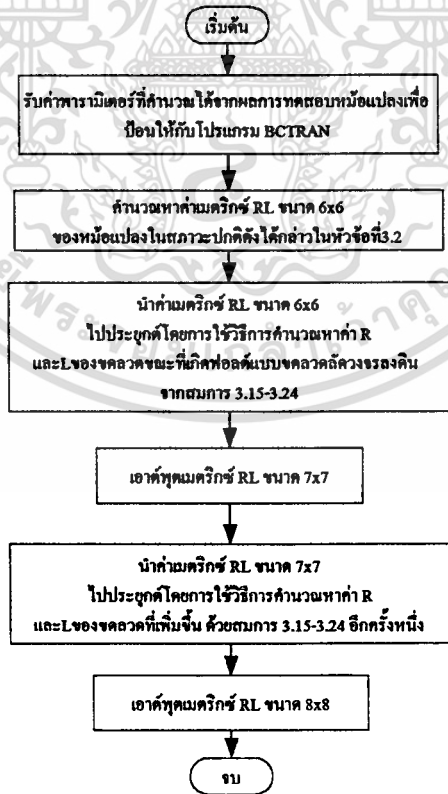 เริ่มต้น
รับค่าพารามิเตอร์ที่คำนวณได้จากผลการทดสอบหม้อแปลงเพื่อ
ป้อนให้กับโปรแกรม BCTRAN
คำนวณหาค่าเมตริกซ์ RL ขนาด 6x6
ของหม้อแปลงในสภาวะปกติดังได้กล่าวในหัวข้อที่3.2
นำค่าเมตริกซ์ RL ขนาด 6x6
ไปประยุกต์โดยการใช้วิธีการคำนวณหาค่า R
และLของขดลวดขณะที่เกิดฟอลต์แบบขดลวดลัดวงจรลงดิน
จากสมการ 3.15-3.24
เอาต์พุตเมตริกซ์ RL ขนาด 7x7
นำค่าเมตริกซ์ RL ขนาด 7x7
ไปประยุกต์โดยการใช้วิธีการคำนวณหาค่า R
และLของขดลวดที่เพิ่มขึ้น ด้วยสมการ 3.15-3.24 อีกครั้งหนึ่ง
เอาต์พุตเมตริกซ์ RL ขนาด 8x8
จบ